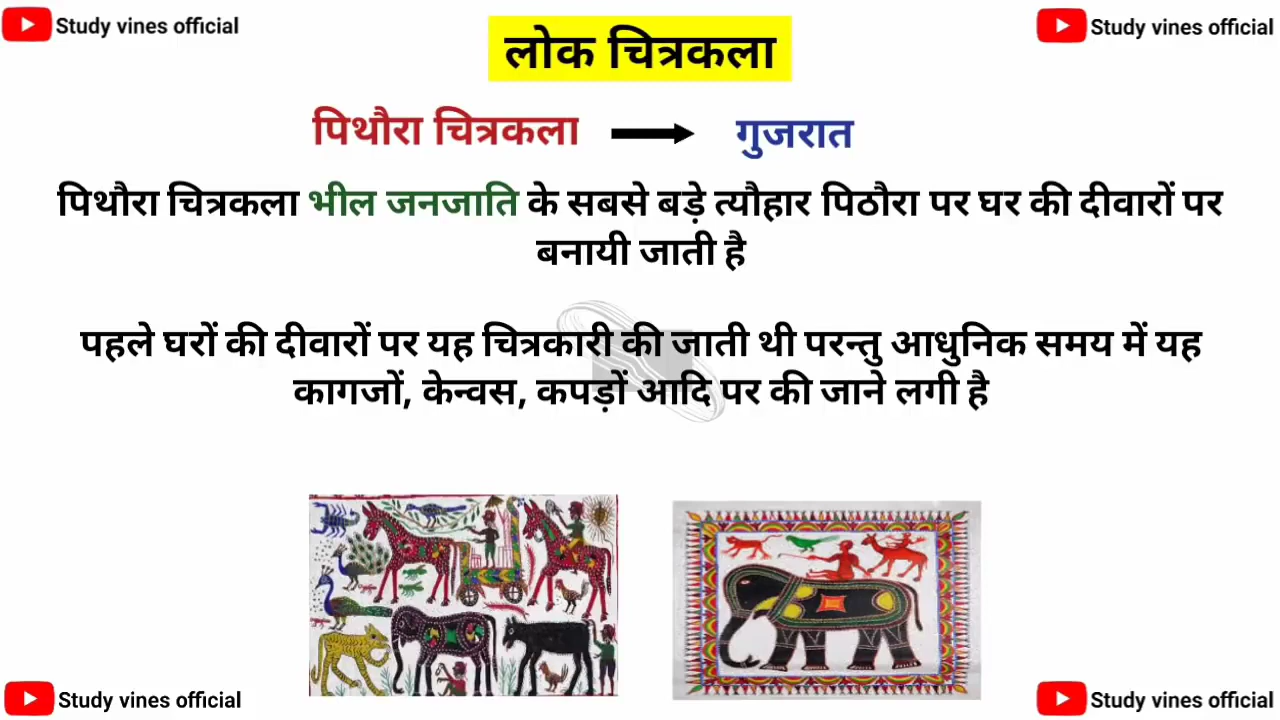 Study vines official
Study vines official
लोक चित्रकला
पिथौरा चित्रकला
गुजरात
पिथौरा चित्रकला भील जनजाति के सबसे बड़े त्यौहार पिठौरा पर घर की दीवारों पर
बनायी जाती है
पहले घरों की दीवारों पर यह चित्रकारी की जाती थी परन्तु आधुनिक समय में यह
कागजों, केन्वस, कपड़ों आदि पर की जाने लगी है
Study vines official
Study vines official